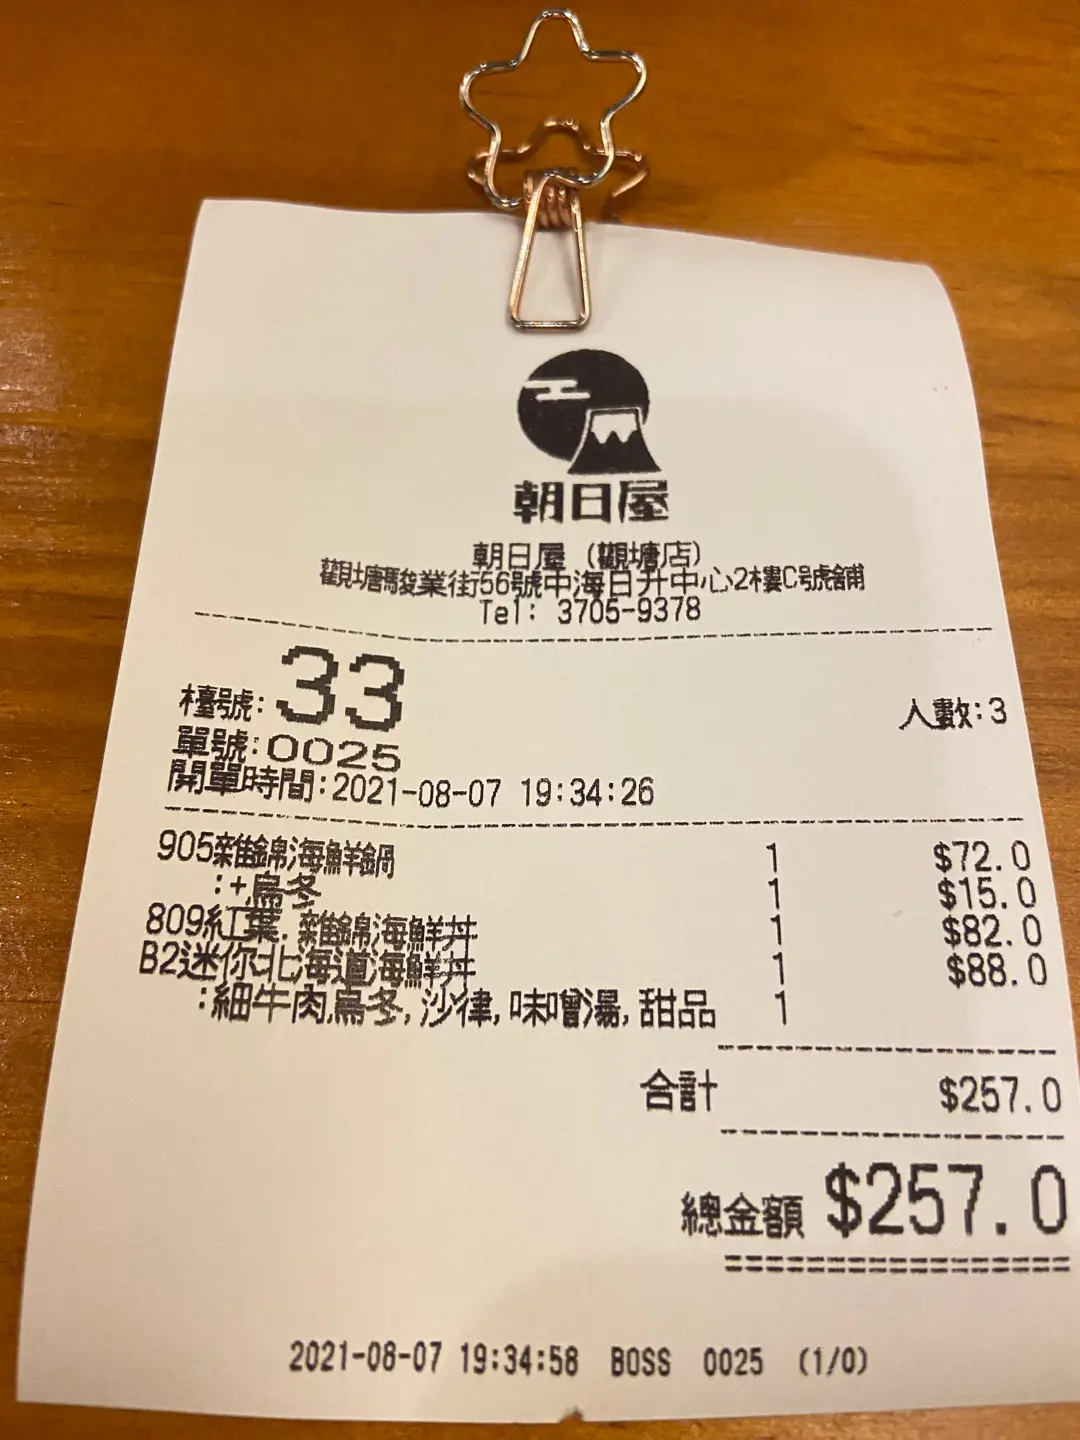 朝日屋
朝日屋 (觀塘店)
觀塘駿業街56號中海日升中心2樓C號舖
Tel: 3705-9378
檯號: 33
人數:3
單號:0025
開單時間:2021-08-07 19:34:26
905雜錦海鮮鍋 1 $72.0
:+烏冬 1 $15.0
809紅葉.雜錦海鮮丼 1 $82.0
B2迷你北海道海鮮丼 1 $88.0
:細牛肉烏冬,沙律,味噌湯,甜品 1
合計 $257.0
總金額 $257.0
2021-08-07 19:34:58 BOSS 0025 (1/0)